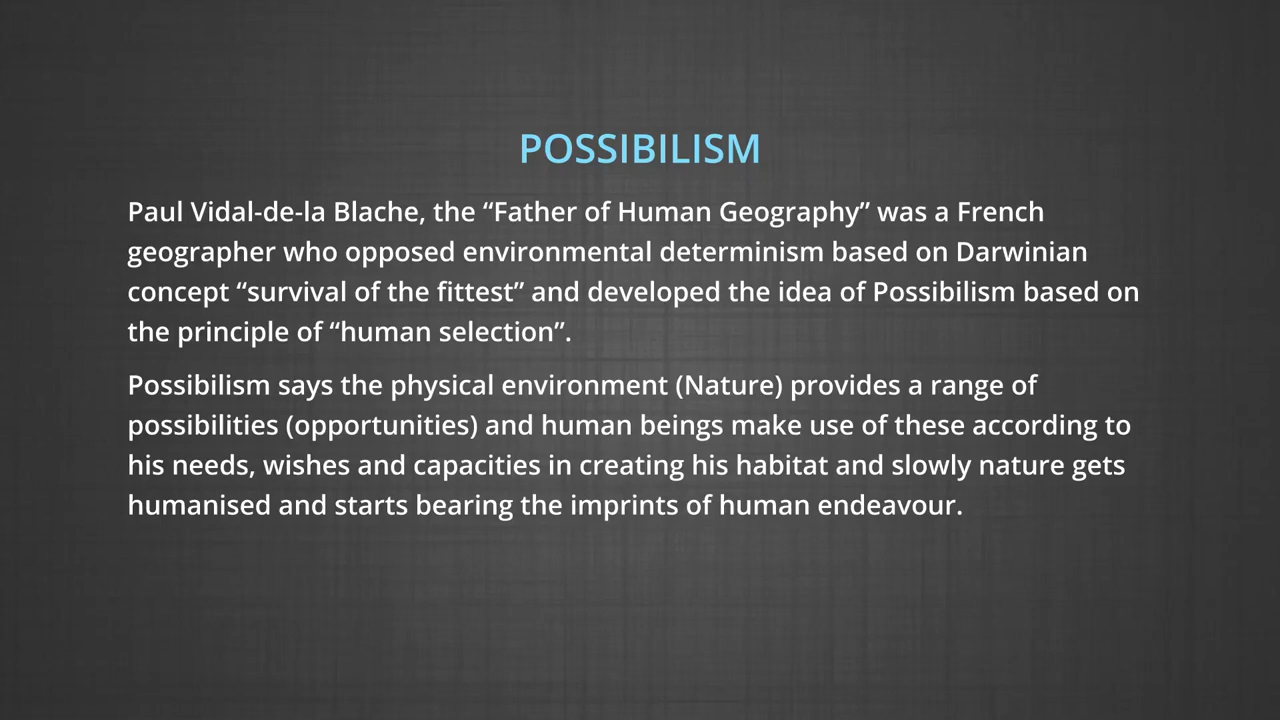 POSSIBILISM
Paul Vidal-de-la Blache, the “Father of Human Geography” was a French
geographer who opposed environmental determinism based on Darwinian
concept “survival of the fittest” and developed the idea of Possibilism based on
the principle of “human selection”.
Possibilism says the physical environment (Nature) provides a range of
possibilities (opportunities) and human beings make use of these according to
his needs, wishes and capacities in creating his habitat and slowly nature gets
humanised and starts bearing the imprints of human endeavour.